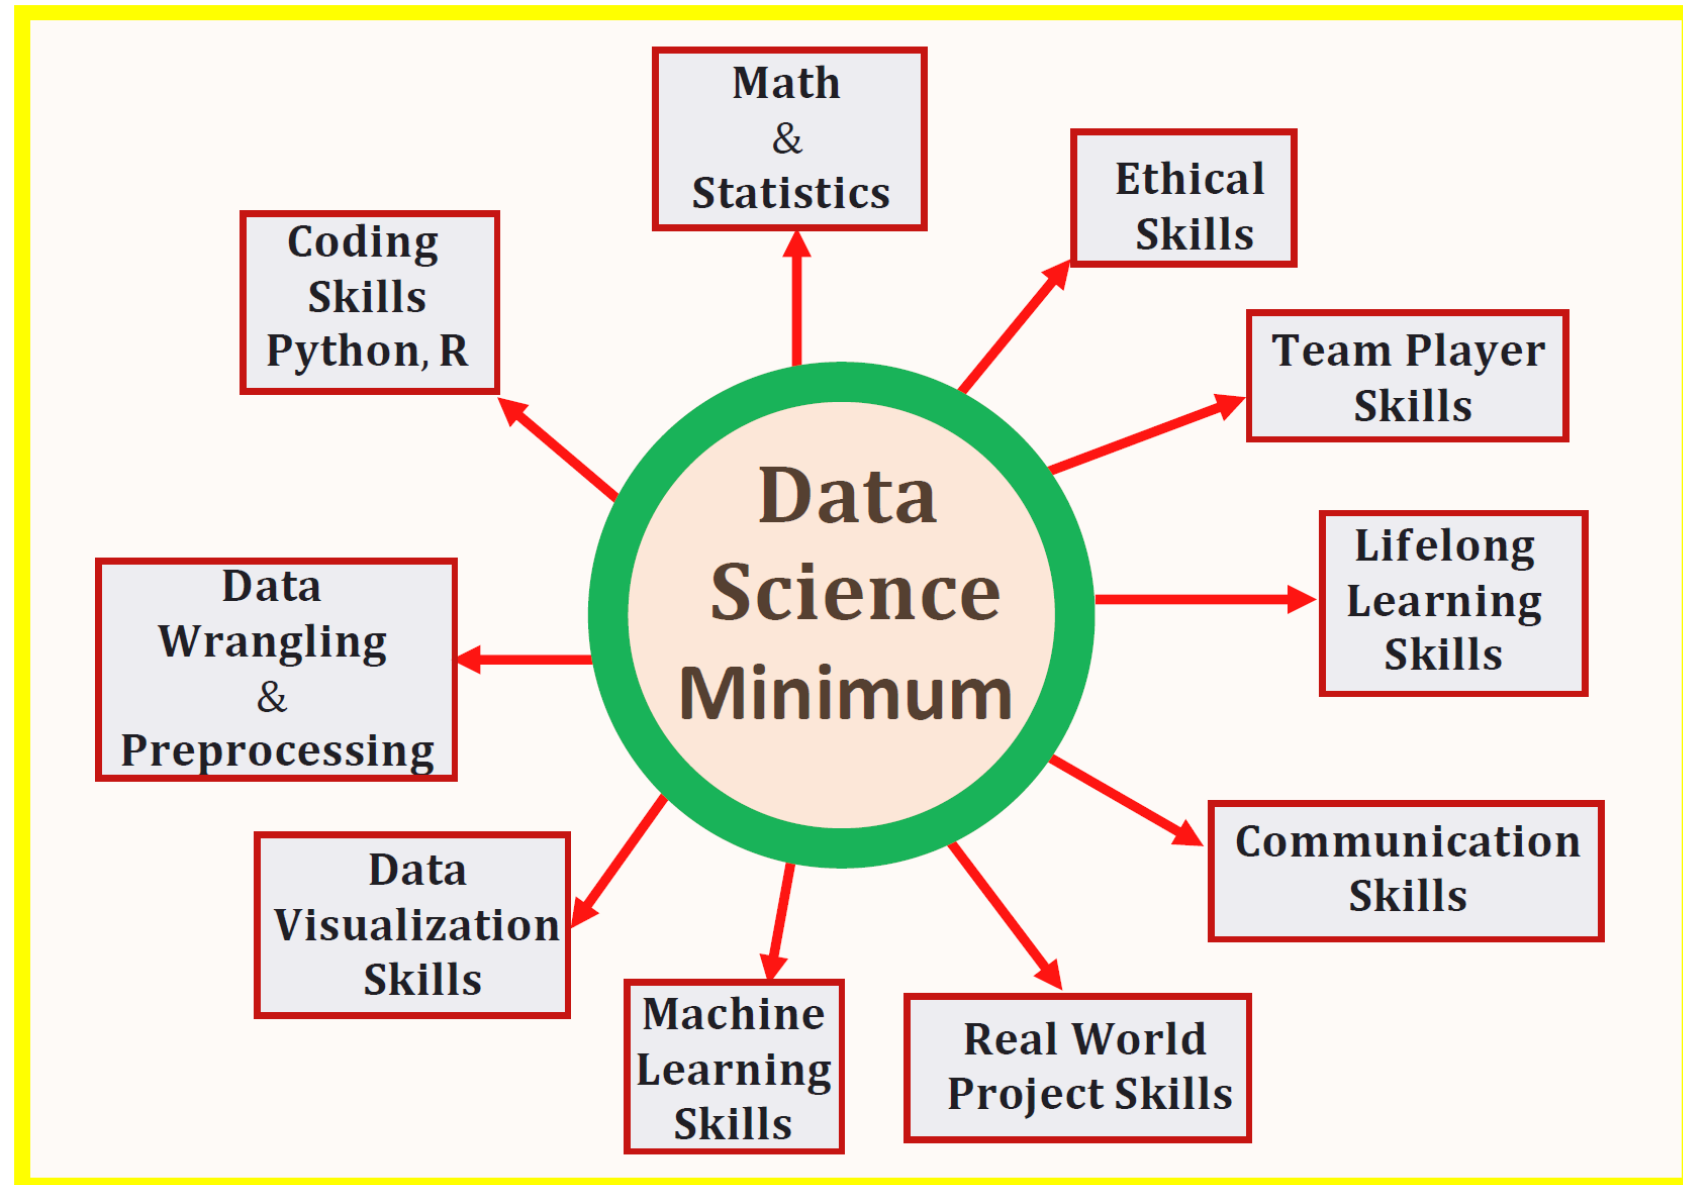 Math
&
Statistics
Ethical
Skills
Team Player
Skills
Lifelong
Learning
Skills
Communication
Skills
Real World
Project Skills
Machine
Learning
Skills
Data
Visualization
Skills
Data
Wrangling
&
Preprocessing
Coding
Skills
Python, R
Data
Science
Minimum